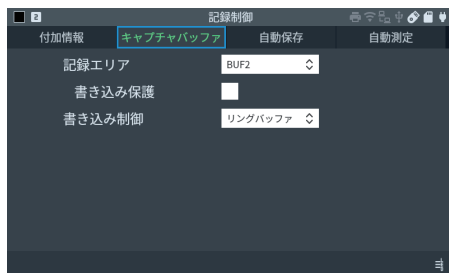 2 記録制御
付加情報 キャプチャバッファ 自動保存 自動測定
記録エリア BUF2
書き込み保護
書き込み制御 リングバッファ